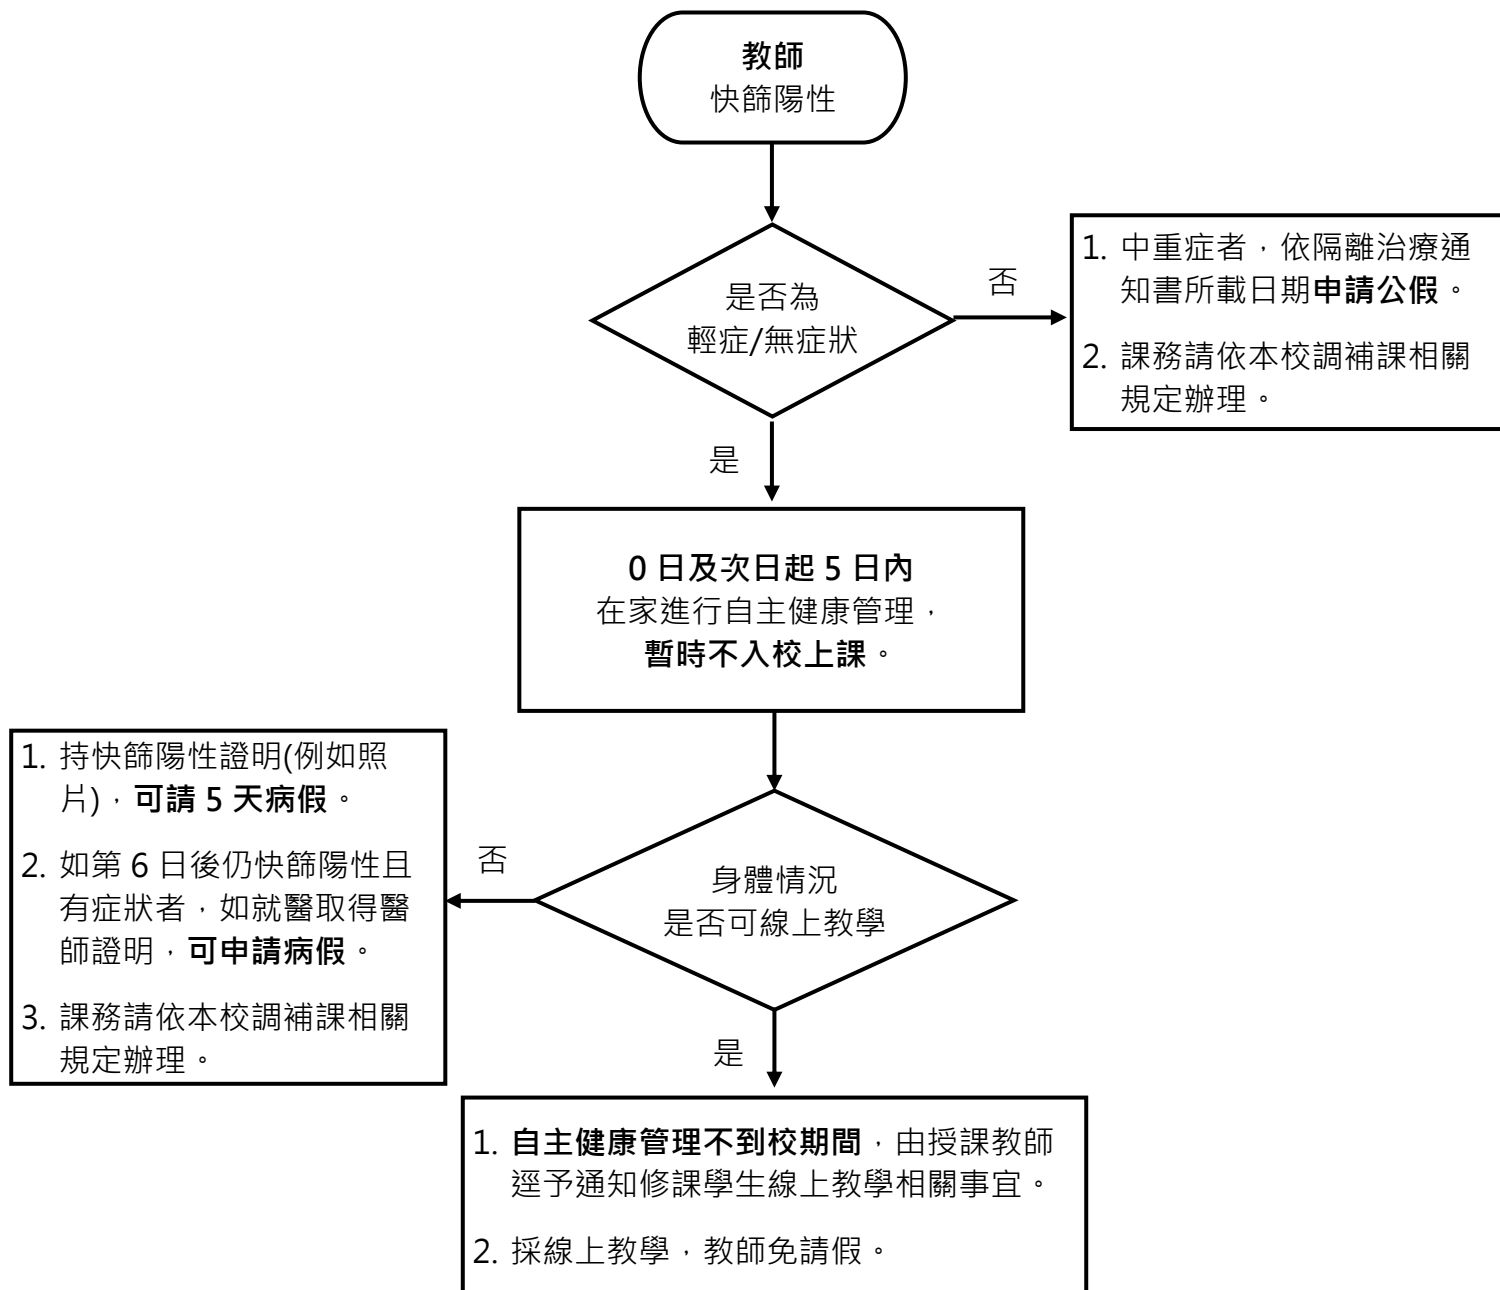 教師
快篩陽性
是否為
輕症/無症狀
否
1. 中重症者，依隔離治療通
知書所載日期申請公假。
2. 課務請依本校調補課相關
規定辦理。
是
0 日及次日起 5 日內
在家進行自主健康管理，
暫時不入校上課。
身體情況
是否可線上教學
否
1. 持快篩陽性證明(例如照
片)，可請 5 天病假。
2. 如第 6 日後仍快篩陽性且
有症狀者，如就醫取得醫
師證明，可申請病假。
3. 課務請依本校調補課相關
規定辦理。
是
1. 自主健康管理不到校期間，由授課教師
逕予通知修課學生線上教學相關事宜。
2. 採線上教學，教師免請假。